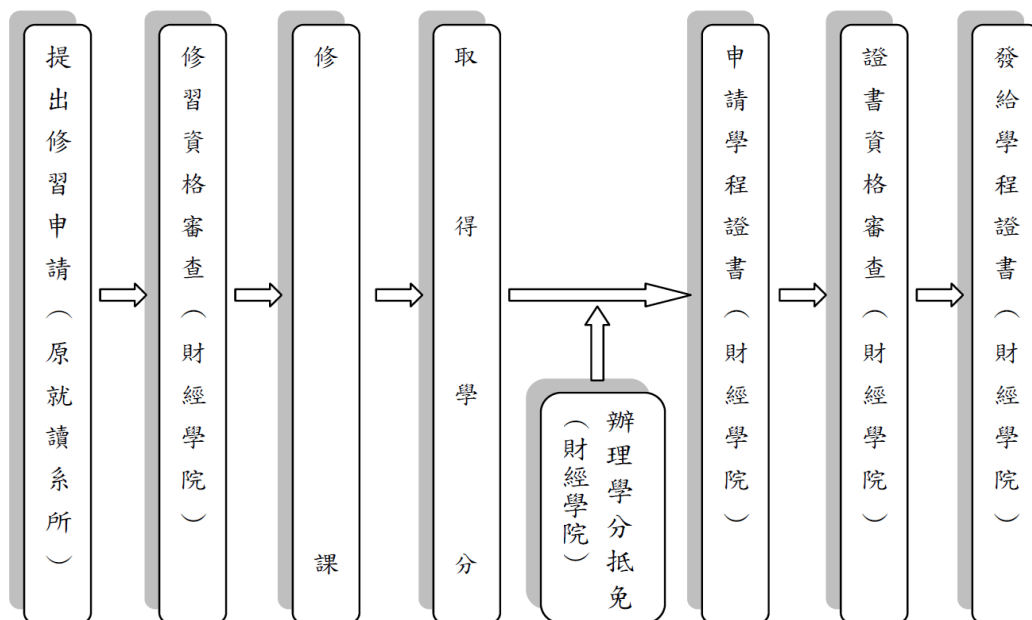 提出修習申請（原就讀系所）
修習資格審查（財經學院）
修課
取得學分
辦理學分抵免
（財經學院）
申請學程證書（財經學院）
證書資格審查（財經學院）
發給學程證書（財經學院）